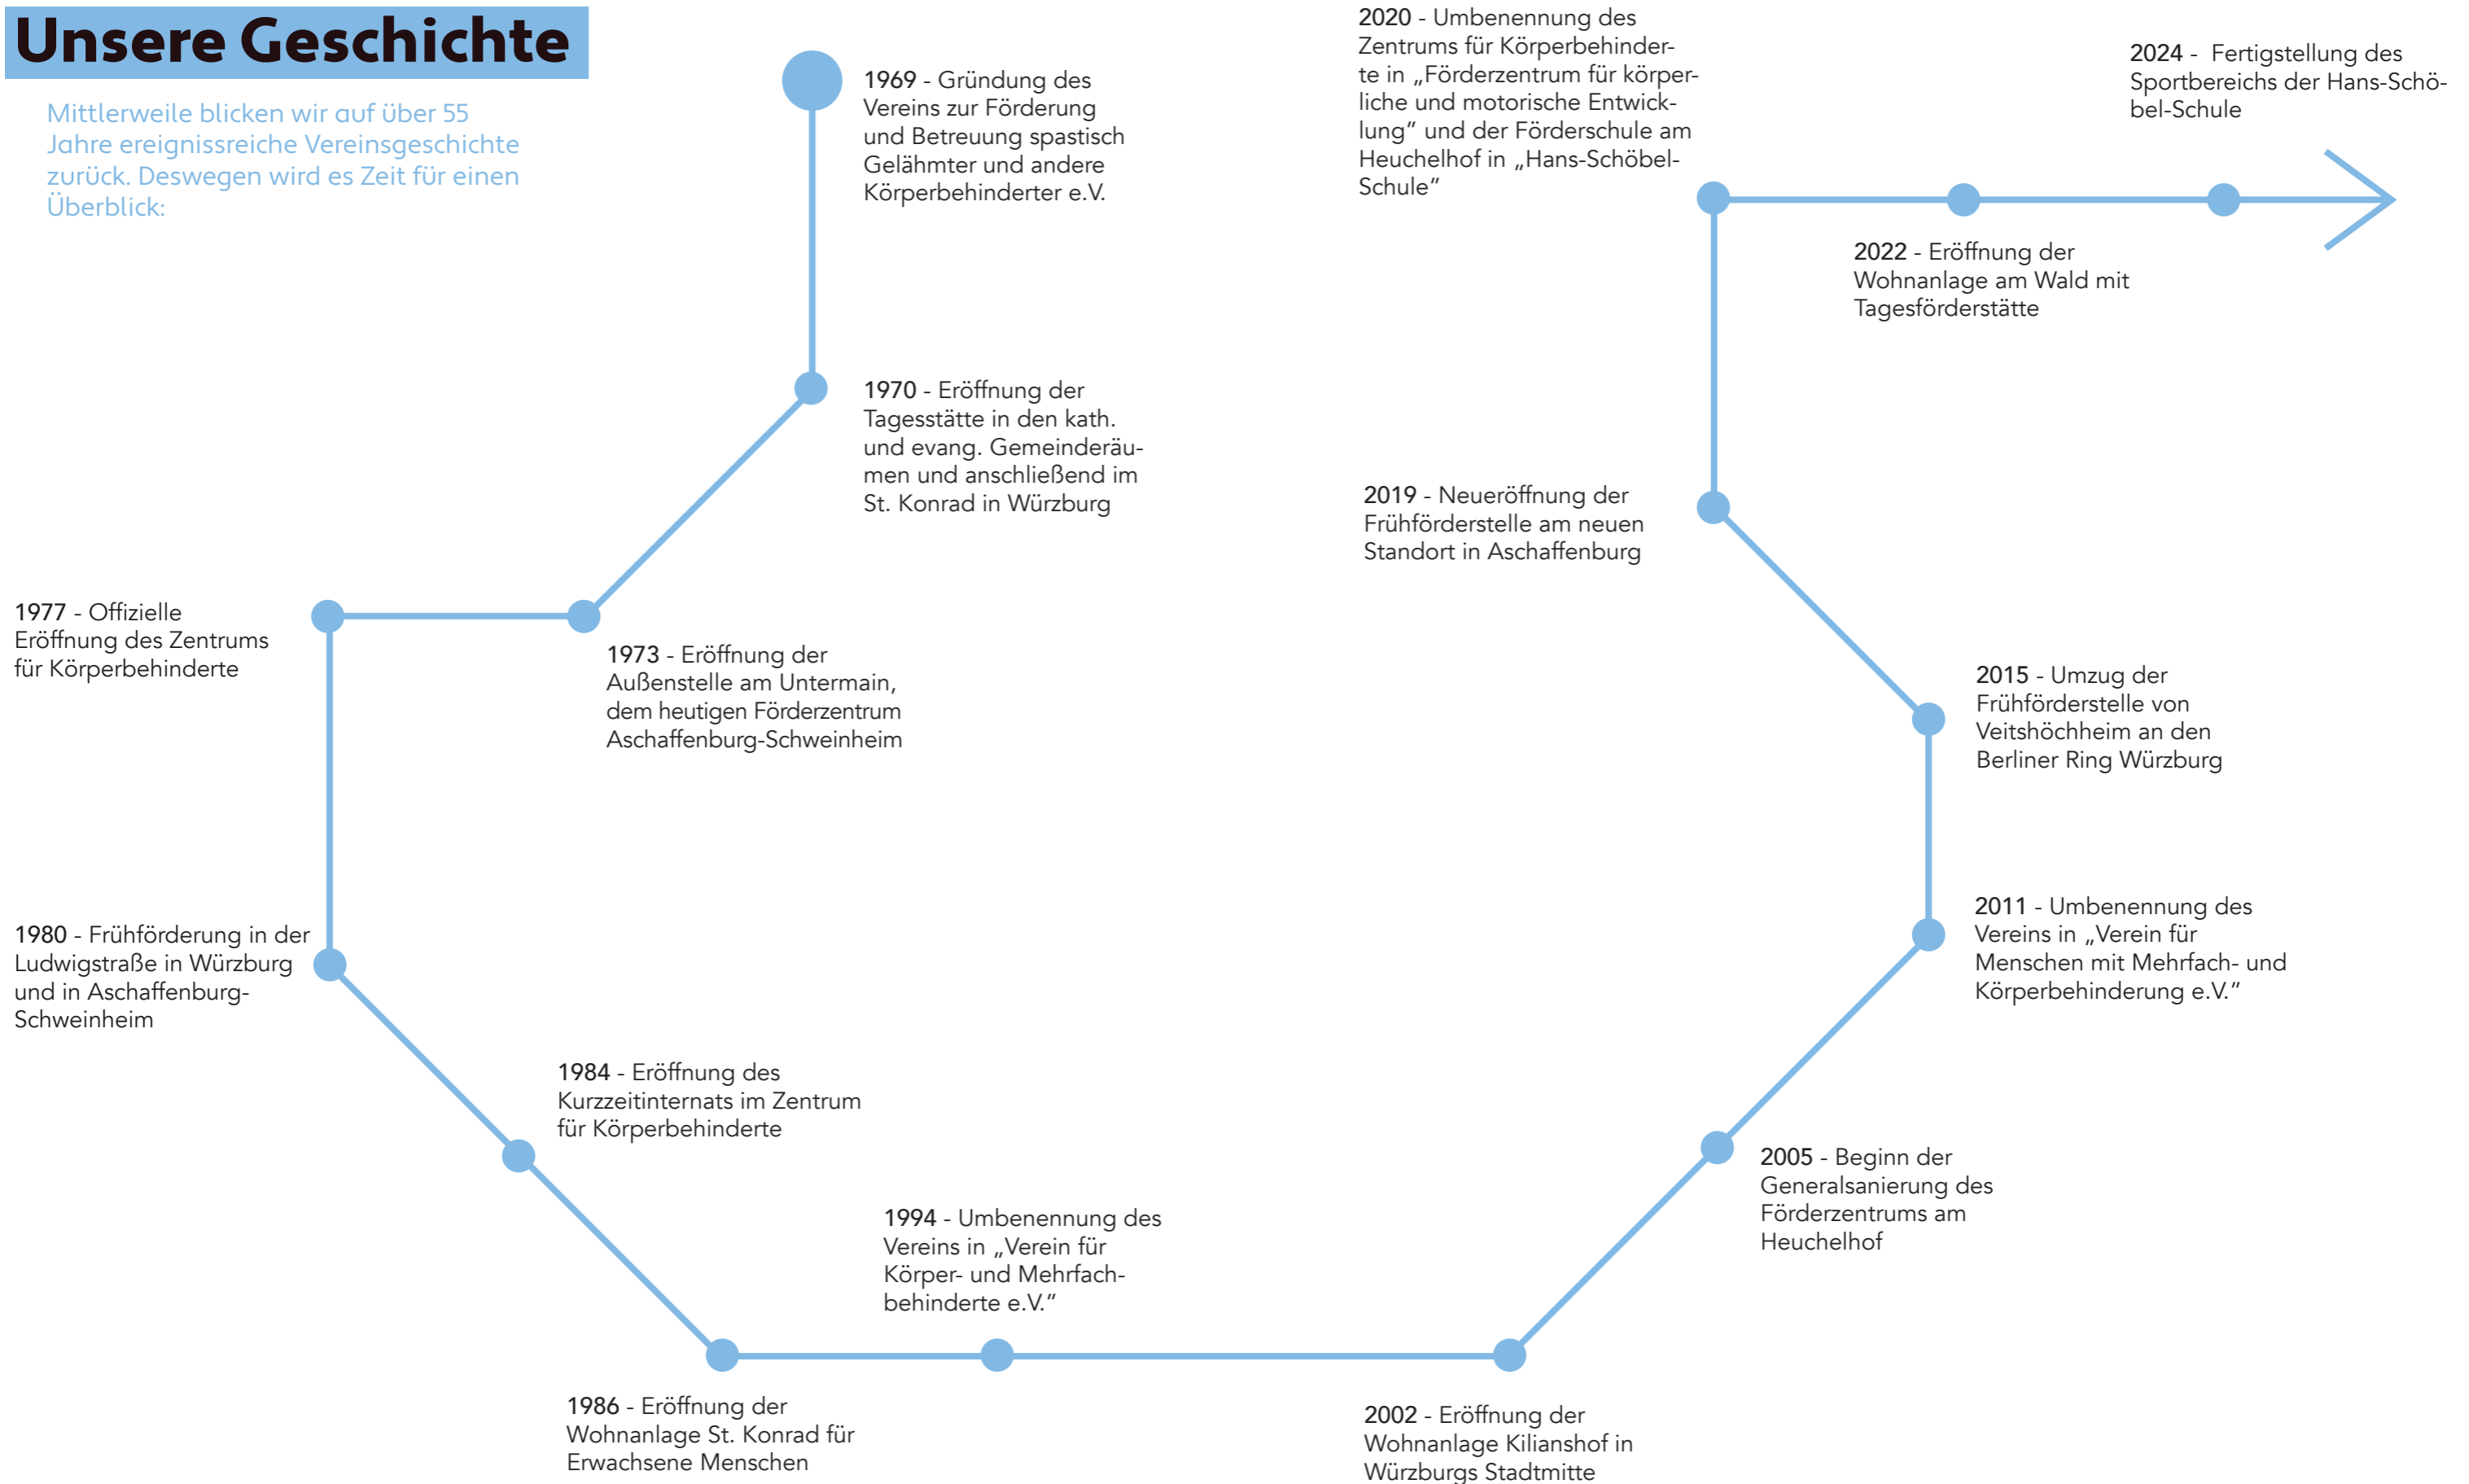 Unsere Geschichte
Mittlerweile blicken wir auf über 55
Jahre ereignissreiche Vereinsgeschichte
zurück. Deswegen wird es Zeit für einen
Überblick:
1969 - Gründung des
Vereins zur Förderung
und Betreuung spastisch
Gelähmter und andere
Körperbehinderter e.V.
1970 - Eröffnung der
Tagesstätte in den kath.
und evang. Gemeinderäu-
men und anschließend im
St. Konrad in Würzburg
1973 - Eröffnung der
Außenstelle am Untermain,
dem heutigen Förderzentrum
Aschaffenburg-Schweinheim
1977 - Offizielle
Eröffnung des Zentrums
für Körperbehinderte
1980 - Frühförderung in der
Ludwigstraße in Würzburg
und in Aschaffenburg-
Schweinheim
1984 - Eröffnung des
Kurzzeitinternats im Zentrum
für Körperbehinderte
1986 - Eröffnung der
Wohnanlage St. Konrad für
Erwachsene Menschen
1994 - Umbenennung des
Vereins in „Verein für
Körper- und Mehrfach-
behinderte e.V.”
2002 - Eröffnung der
Wohnanlage Kilianshof in
Würzburgs Stadtmitte
2005 - Beginn der
Generalsanierung des
Förderzentrums am
Heuchelhof
2011 - Umbenennung des
Vereins in „Verein für
Menschen mit Mehrfach- und
Körperbehinderung e.V.”
2015 - Umzug der
Frühförderstelle von
Veitshöchheim an den
Berliner Ring Würzburg
2019 - Neueröffnung der
Frühförderstelle am neuen
Standort in Aschaffenburg
2020 - Umbenennung des
Zentrums für Körperbehinder-
te in „Förderzentrum für körper-
liche und motorische Entwick-
lung” und der Förderschule am
Heuchelhof in „Hans-Schöbel-
Schule”
2022 - Eröffnung der
Wohnanlage am Wald mit
Tagesförderstätte
2024 - Fertigstellung des
Sportbereichs der Hans-Schö-
bel-Schule